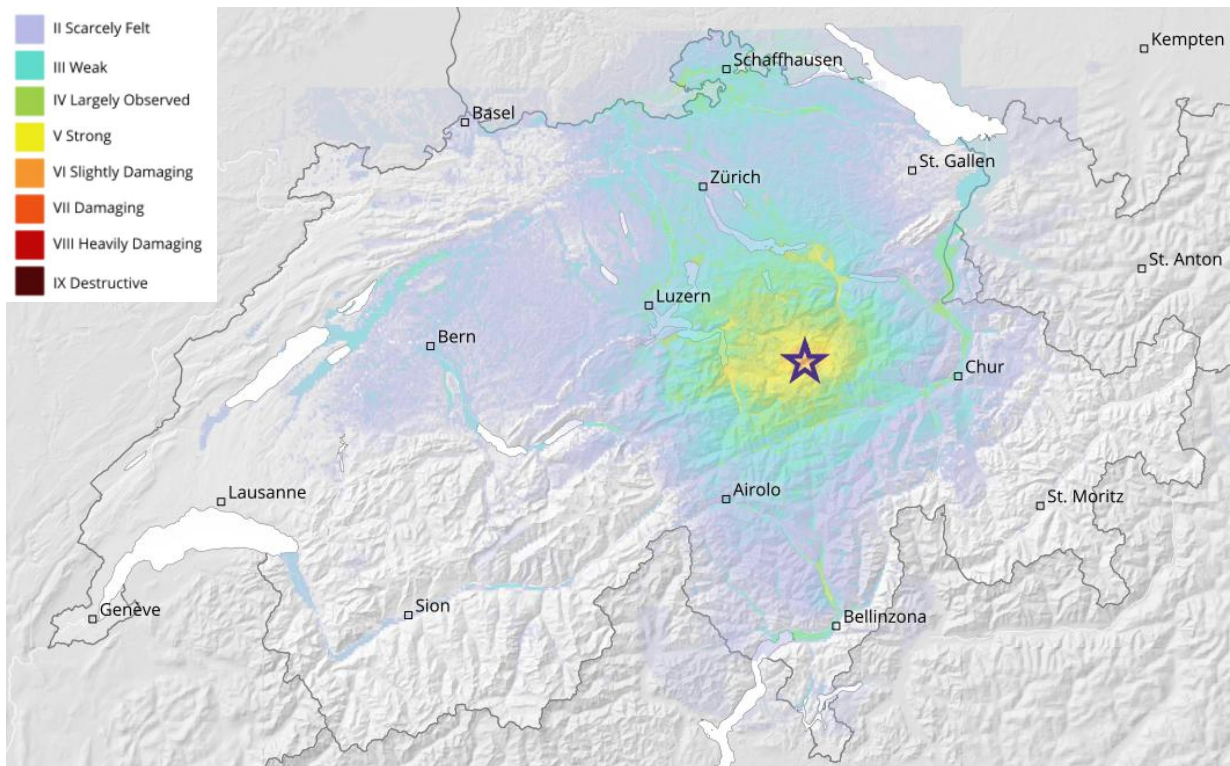 II Scarcely Felt
III Weak
IV Largely Observed
V Strong
VI Slightly Damaging
VII Damaging
VIII Heavily Damaging
IX Destructive
Kempten
Schaffhausen
Basel
St. Gallen
Zürich
St. Anton
Luzern
Bern
Chur
Airolo
Lausanne
St. Moritz
Sion
Genève
Bellinzona